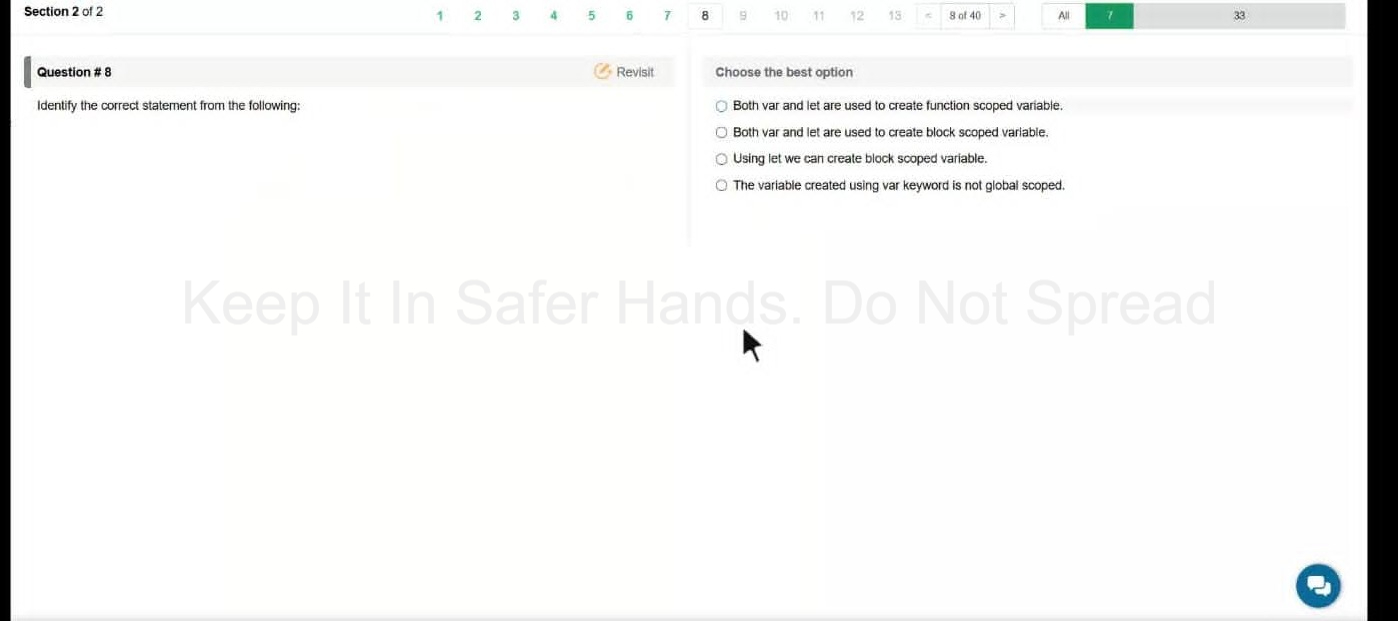 Section 2 of 2
1 2 3 4 5 6 7 8 9 10 11 12 13 < 8 of 40 > All 7 33
Question # 8
Revisit
Identify the correct statement from the following:
Choose the best option
Both var and let are used to create function scoped variable.
Both var and let are used to create block scoped variable.
Using let we can create block scoped variable.
The variable created using var keyword is not global scoped.
Keep It In Safer Hands. Do Not Spread